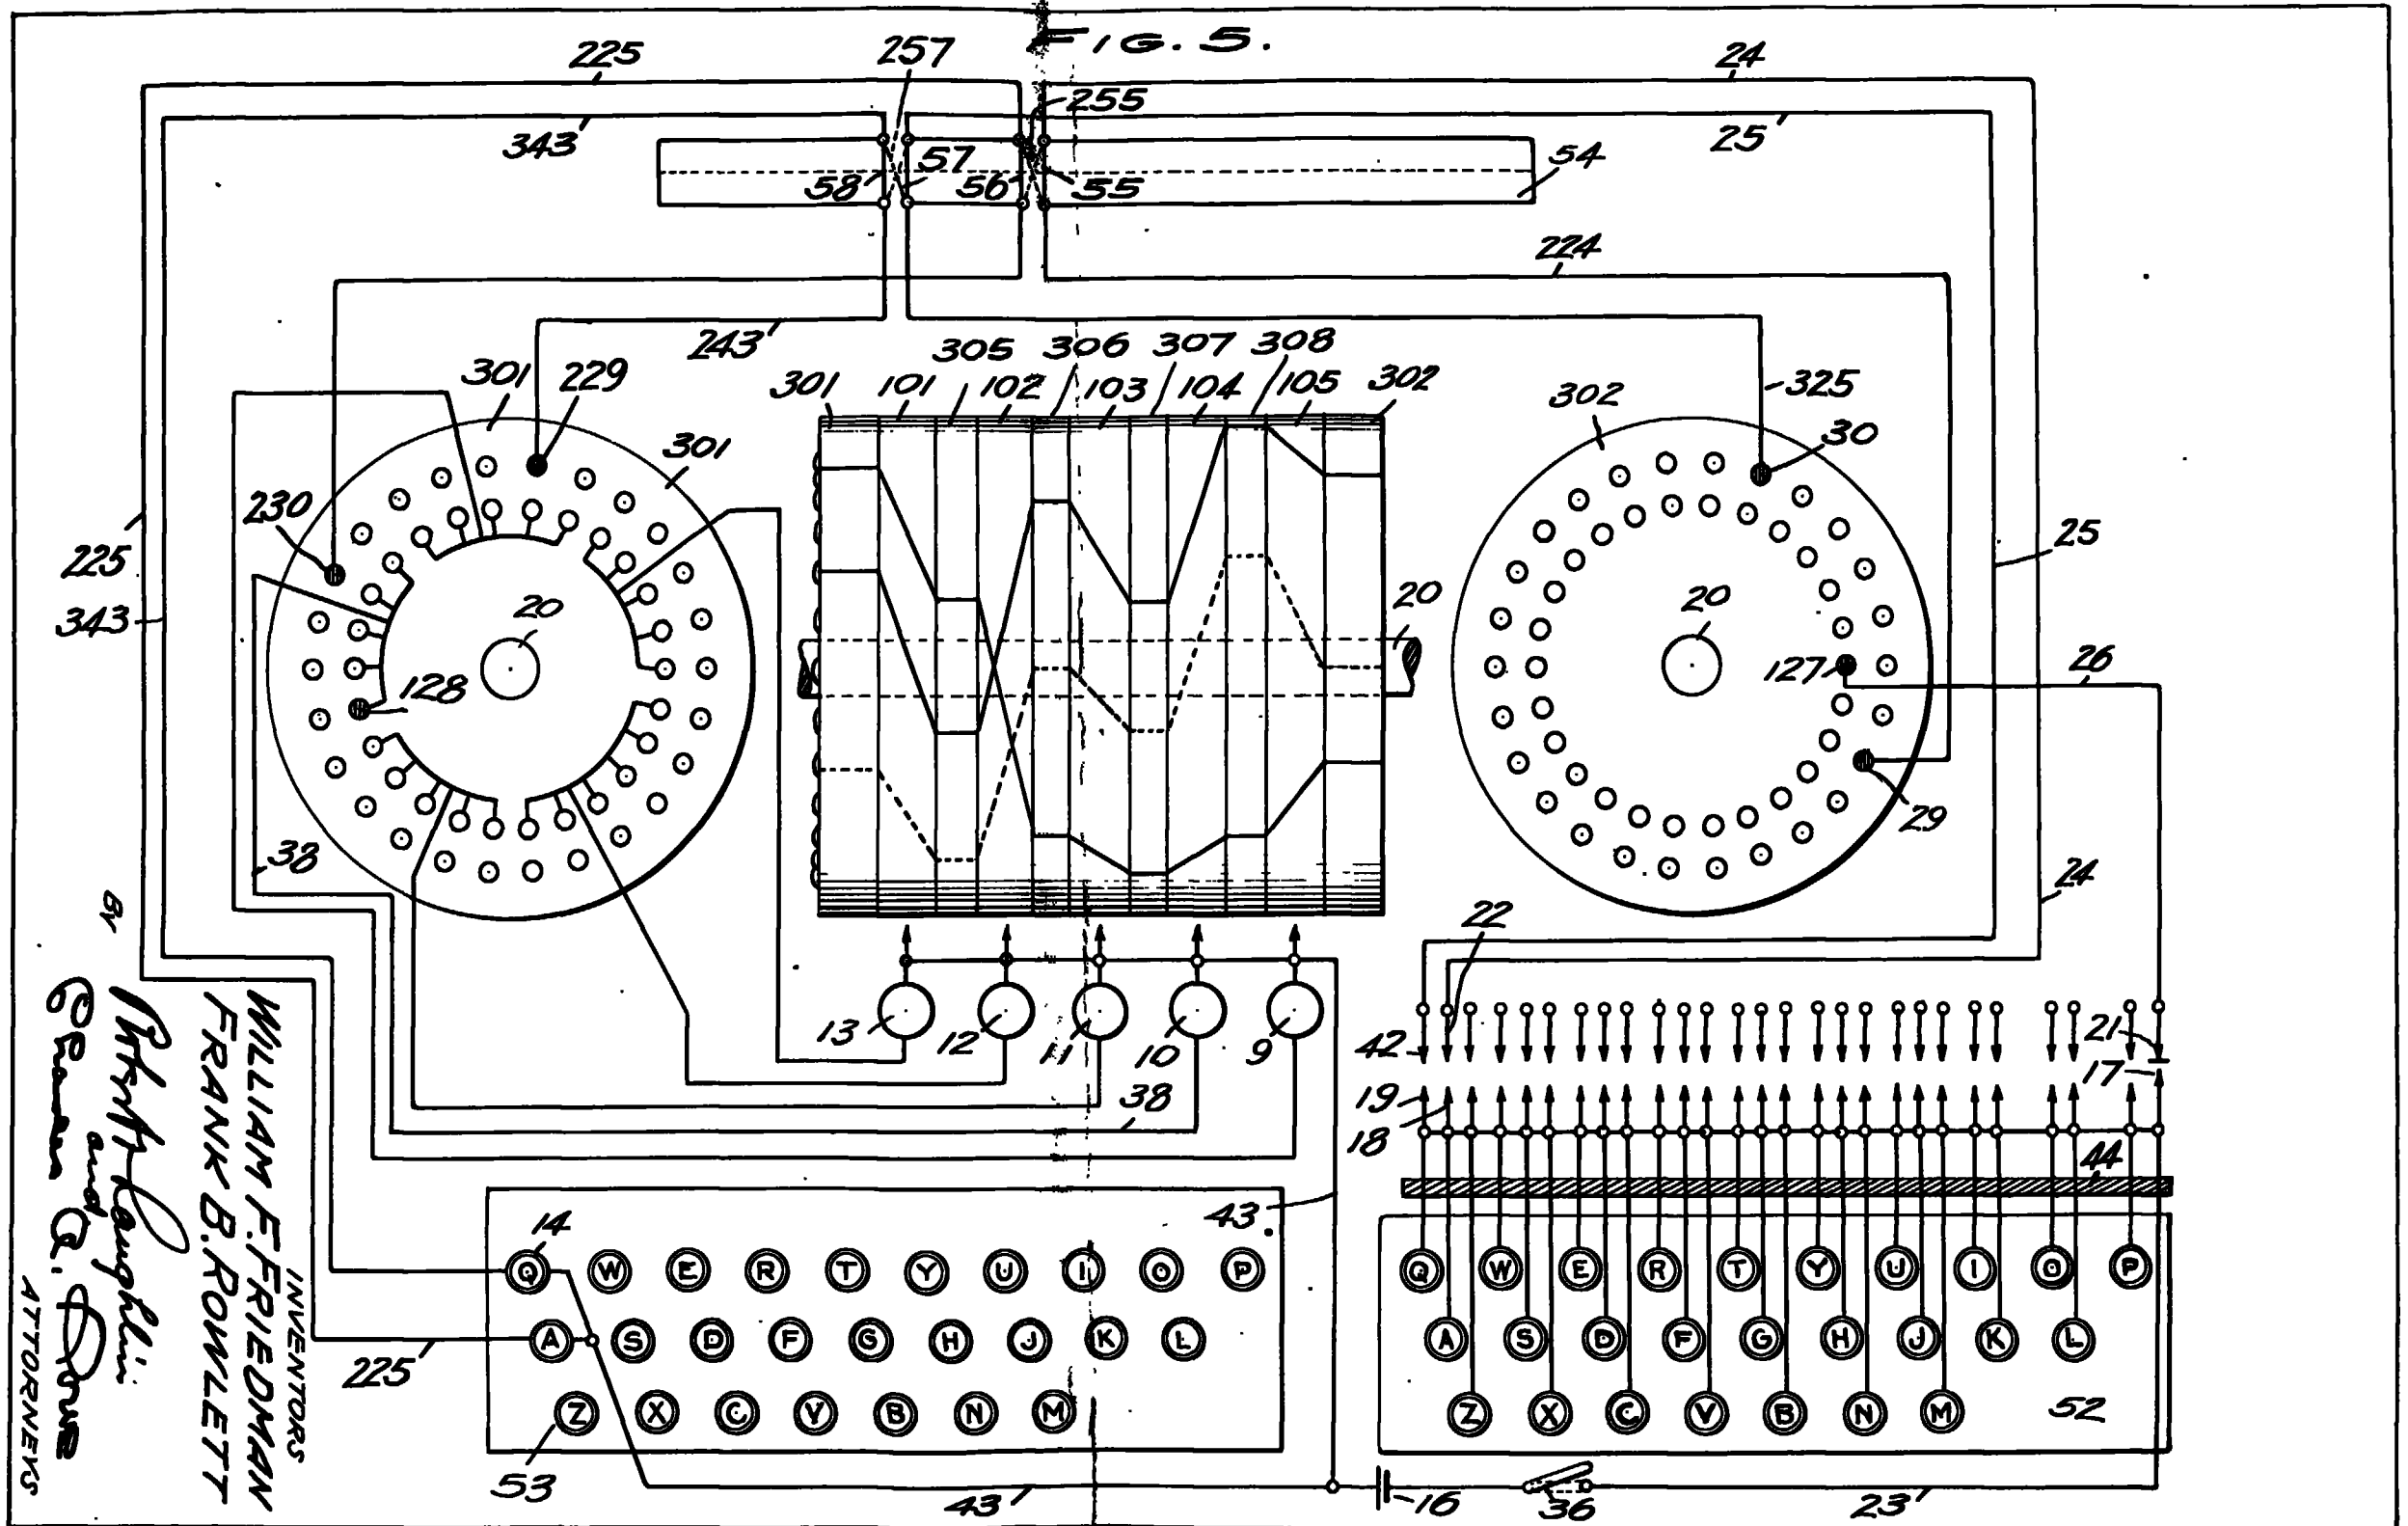 FIG. 5.
225 257 24
255
343 25
58 57 56 55 54
224
243
305 306 307 308
301 229 301 101 102 103 104 105 302 302 325
301 30
230
225 25
20 20 20
343
128 127 26
29
38 24
22
BY
13 12 11 10 9 42 21
17
19
38 18
44
43
14
Q W E R T Y U I O P
Q W E R T Y U I O P
A S D F G H J K L
A S D F G H J K L
225
Z X C V B N M
Z X C V B N M 52
53 43 16 36 23
INVENTORS
WILLIAM F. FRIEDMAN
FRANK B. ROWLETT
and
ATTORNEYS